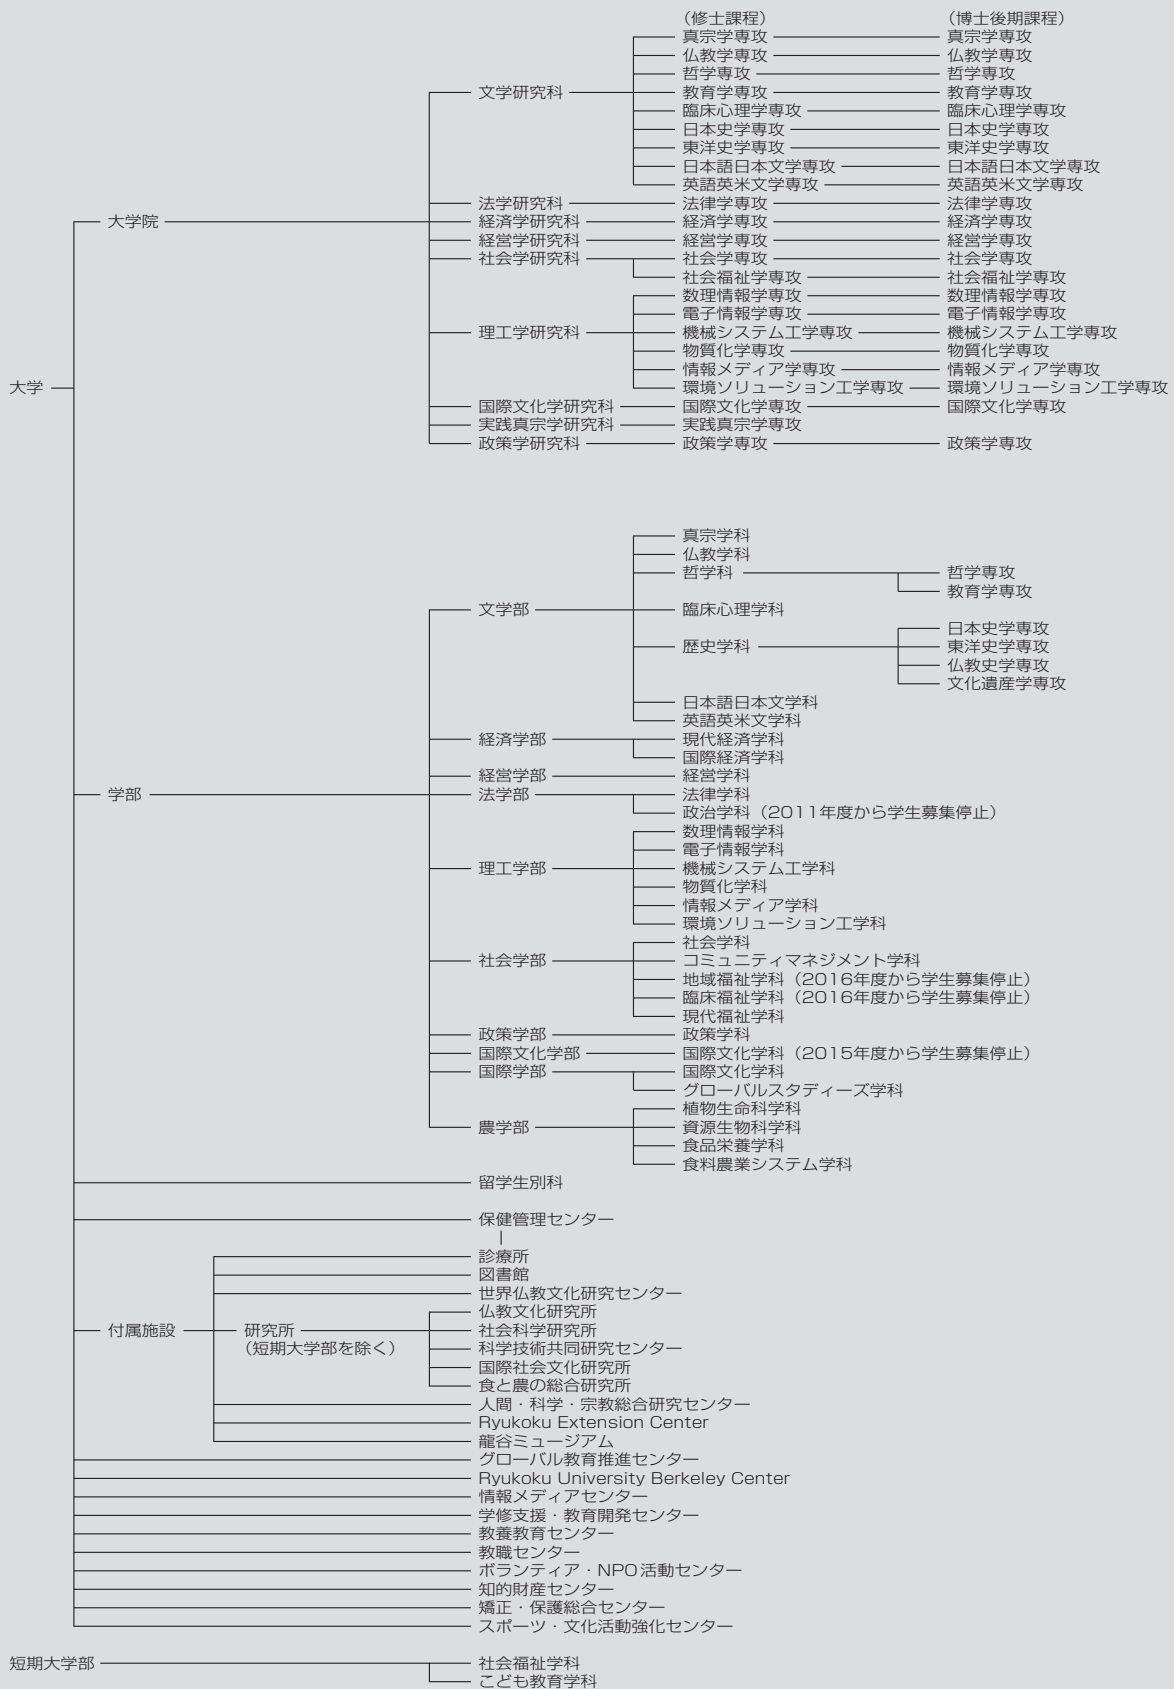 （修士課程） （博士後期課程）
真宗学専攻 真宗学専攻
仏教学専攻 仏教学専攻
哲学専攻 哲学専攻
文学研究科 教育学専攻 教育学専攻
臨床心理学専攻 臨床心理学専攻
日本史学専攻 日本史学専攻
東洋史学専攻 東洋史学専攻
日本語日本文学専攻 日本語日本文学専攻
英語英米文学専攻 英語英米文学専攻
法学研究科 法律学専攻 法律学専攻
大学院 経済学研究科 経済学専攻 経済学専攻
経営学研究科 経営学専攻 経営学専攻
社会学研究科 社会学専攻 社会学専攻
社会福祉学専攻 社会福祉学専攻
数理情報学専攻 数理情報学専攻
電子情報学専攻 電子情報学専攻
理工学研究科 機械システム工学専攻 機械システム工学専攻
物質化学専攻 物質化学専攻
情報メディア学専攻 情報メディア学専攻
大学 環境ソリューション工学専攻 環境ソリューション工学専攻
国際文化学研究科 国際文化学専攻 国際文化学専攻
実践真宗学研究科 実践真宗学専攻
政策学研究科 政策学専攻 政策学専攻
真宗学科
仏教学科
哲学科 哲学専攻
教育学専攻
文学部 臨床心理学科
日本史学専攻
歴史学科 東洋史学専攻
仏教史学専攻
文化遺産学専攻
日本語日本文学科
英語英米文学科
経済学部 現代経済学科
国際経済学科
経営学部 経営学科
学部 法学部 法律学科
政治学科（2011年度から学生募集停止）
数理情報学科
電子情報学科
理工学部 機械システム工学科
物質化学科
情報メディア学科
環境ソリューション工学科
社会学科
社会学部 コミュニティマネジメント学科
地域福祉学科（2016年度から学生募集停止）
臨床福祉学科（2016年度から学生募集停止）
現代福祉学科
政策学部 政策学科
国際文化学部 国際文化学科（2015年度から学生募集停止）
国際学部 国際文化学科
グローバルスタディーズ学科
植物生命科学科
農学部 資源生物科学科
食品栄養学科
食料農業システム学科
留学生別科
保健管理センター
診療所
図書館
世界仏教文化研究センター
仏教文化研究所
付属施設 研究所 社会科学研究所
（短期大学部を除く） 科学技術共同研究センター
国際社会文化研究所
食と農の総合研究所
人間・科学・宗教総合研究センター
Ryukoku Extension Center
龍谷ミュージアム
グローバル教育推進センター
Ryukoku University Berkeley Center
情報メディアセンター
学修支援・教育開発センター
教養教育センター
教職センター
ボランティア・NPO活動センター
知的財産センター
矯正・保護総合センター
スポーツ・文化活動強化センター
短期大学部 社会福祉学科
こども教育学科